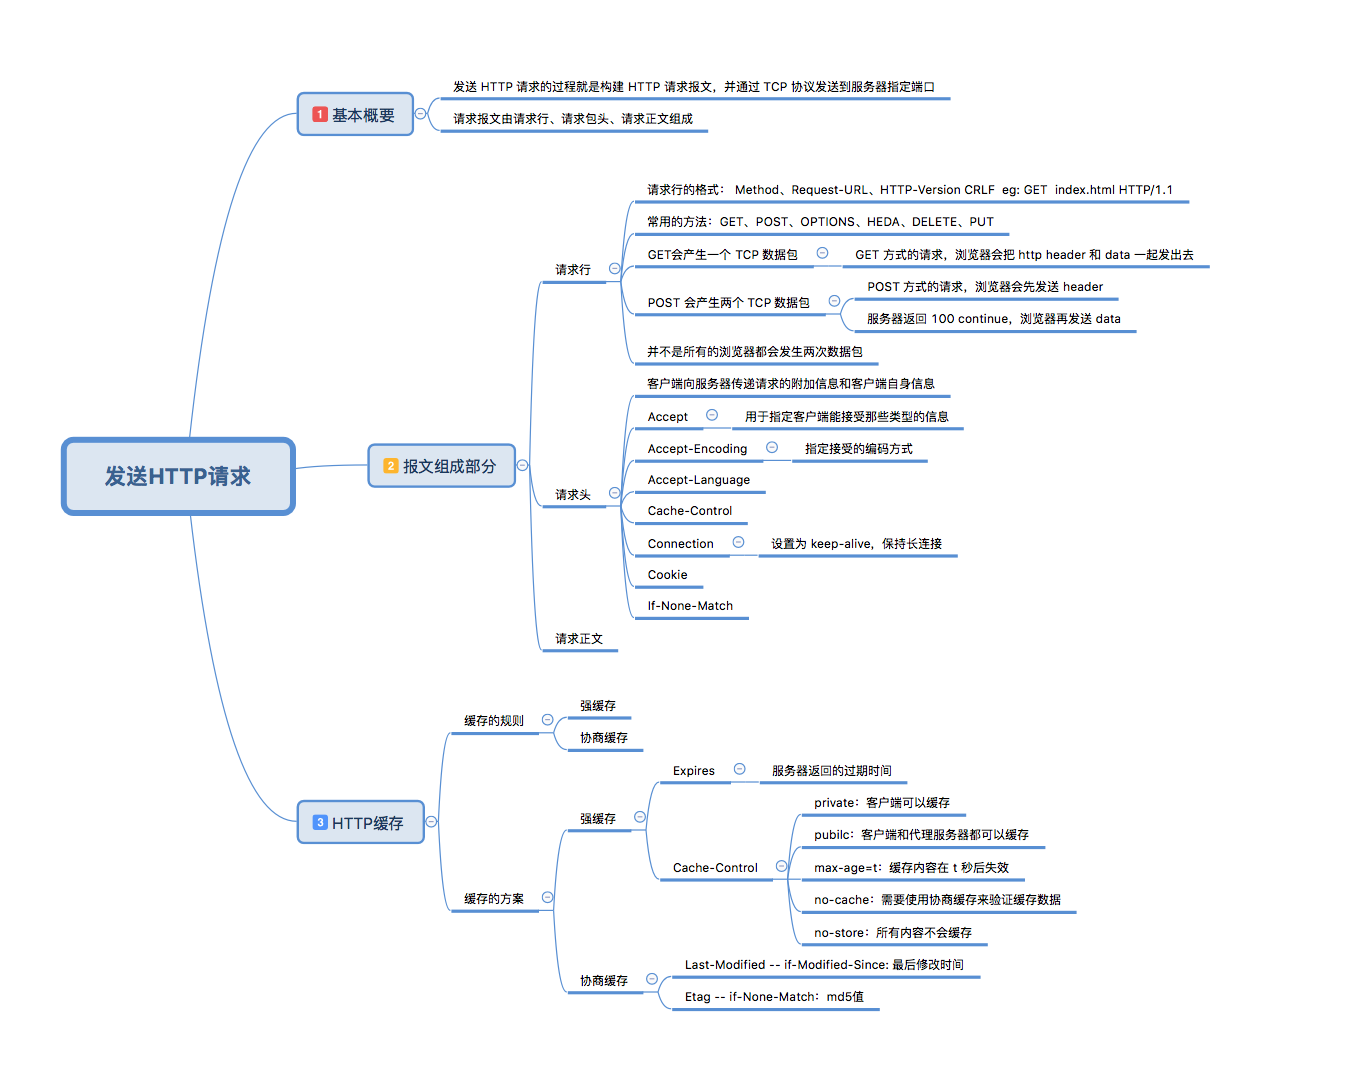 发送HTTP请求
1 基本概要
发送 HTTP 请求的过程就是构建 HTTP 请求报文，并通过 TCP 协议发送到服务器指定端口
请求报文由请求行、请求包头、请求正文组成
2 报文组成部分
请求行
请求行的格式： Method、Request-URL、HTTP-Version CRLF eg: GET index.html HTTP/1.1
常用的方法：GET、POST、OPTIONS、HEDA、DELETE、PUT
GET会产生一个 TCP 数据包
GET 方式的请求，浏览器会把 http header 和 data 一起发出去
POST 会产生两个 TCP 数据包
POST 方式的请求，浏览器会先发送 header
服务器返回 100 continue，浏览器再发送 data
并不是所有的浏览器都会发生两次数据包
请求头
客户端向服务器传递请求的附加信息和客户端自身信息
Accept
用于指定客户端能接受那些类型的信息
Accept-Encoding
指定接受的编码方式
Accept-Language
Cache-Control
Connection
设置为 keep-alive，保持长连接
Cookie
If-None-Match
请求正文
3 HTTP缓存
缓存的规则
强缓存
协商缓存
缓存的方案
强缓存
Expires
服务器返回的过期时间
Cache-Control
private：客户端可以缓存
pubilc：客户端和代理服务器都可以缓存
max-age=t：缓存内容在 t 秒后失效
no-cache：需要使用协商缓存来验证缓存数据
no-store：所有内容不会缓存
协商缓存
Last-Modified -- if-Modified-Since: 最后修改时间
Etag -- if-None-Match：md5值